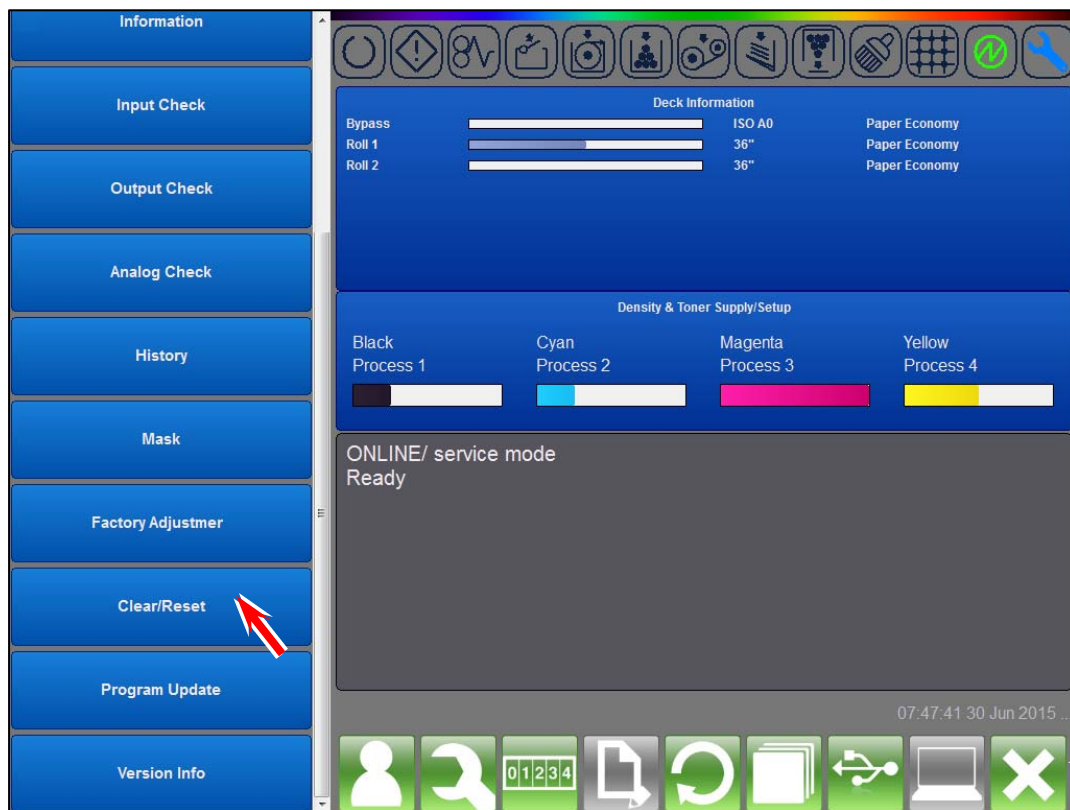 Information
Input Check
Output Check
Analog Check
History
Mask
Factory Adjustmer
Clear/Reset
Program Update
Version Info
Deck Information
Bypass ISO A0 Paper Economy
Roll 1 36" Paper Economy
Roll 2 36" Paper Economy
Density & Toner Supply/Setup
Black Cyan Magenta Yellow
Process 1 Process 2 Process 3 Process 4
ONLINE/ service mode
Ready
07:47:41 30 Jun 2015 ..
01234